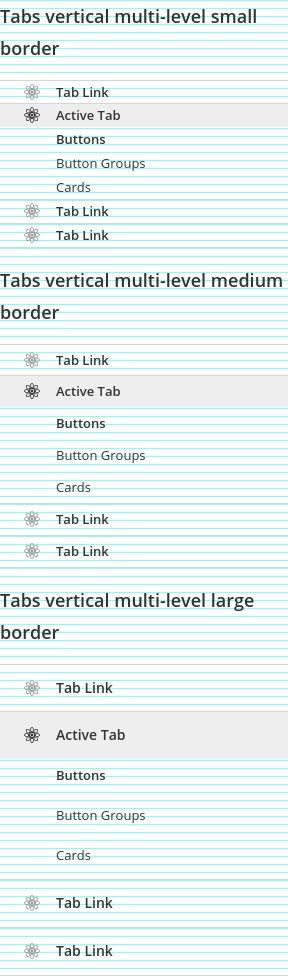 Tabs vertical multi-level small
border
Tab Link
Active Tab
Buttons
Button Groups
Cards
Tab Link
Tab Link
Tabs vertical multi-level medium
border
Tab Link
Active Tab
Buttons
Button Groups
Cards
Tab Link
Tab Link
Tabs vertical multi-level large
border
Tab Link
Active Tab
Buttons
Button Groups
Cards
Tab Link
Tab Link